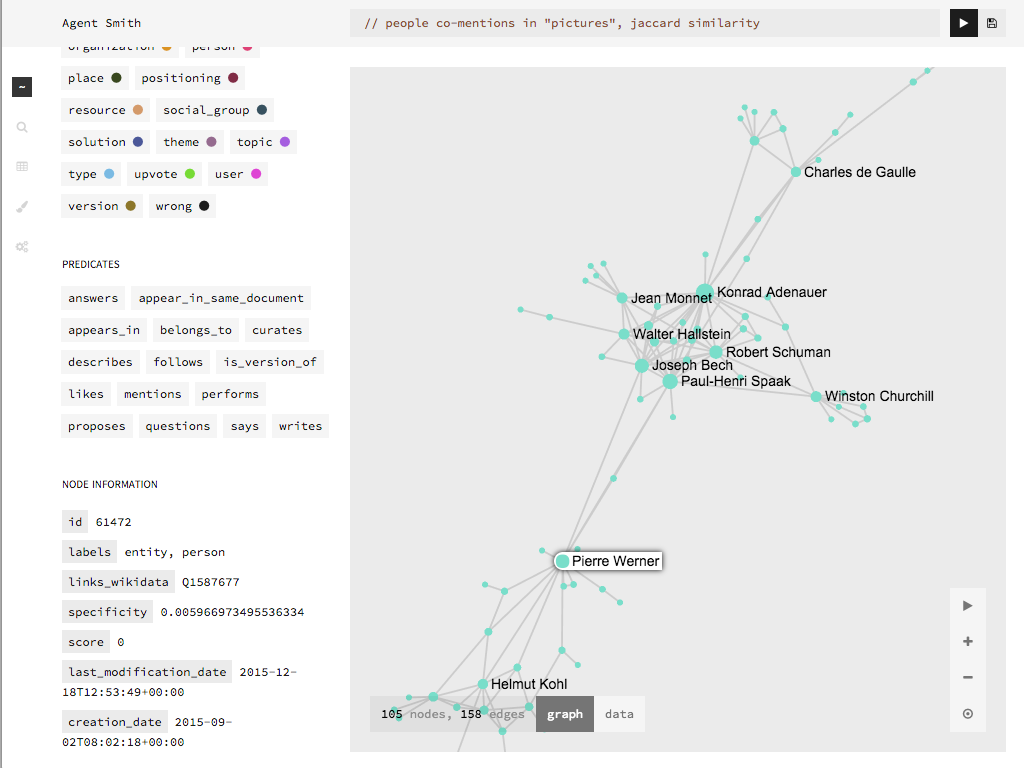 Agent Smith
// people co-mentions in "pictures", jaccard similarity
organization person
place positioning
resource social_group
solution theme topic
type upvote user
version wrong
PREDICATES
answers appear_in_same_document
appears_in belongs_to curates
describes follows is_version_of
likes mentions performs
proposes questions says writes
NODE INFORMATION
id 61472
labels entity, person
links_wikidata Q1587677
specificity 0.005966973495536334
score 0
last_modification_date 2015-12-
18T12:53:49+00:00
creation_date 2015-09-
02T08:02:18+00:00
Charles de Gaulle
Konrad Adenauer
Jean Monnet
Walter Hallstein
Robert Schuman
Joseph Bech
Paul-Henri Spaak
Winston Churchill
Pierre Werner
Helmut Kohl
105 nodes, 158 edges graph data